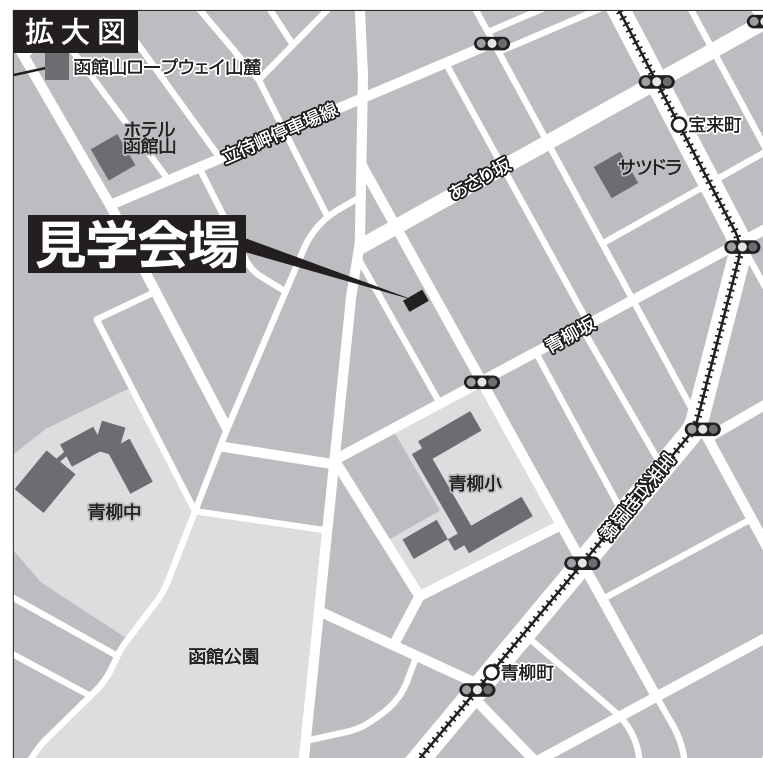 拡大図
函館山ロープウェイ山麓
ホテル
函館山
立待岬停車場線
あさり坂
宝来町
サツドラ
見学会場
青柳坂
青柳小
青柳中
函館公園
青柳町